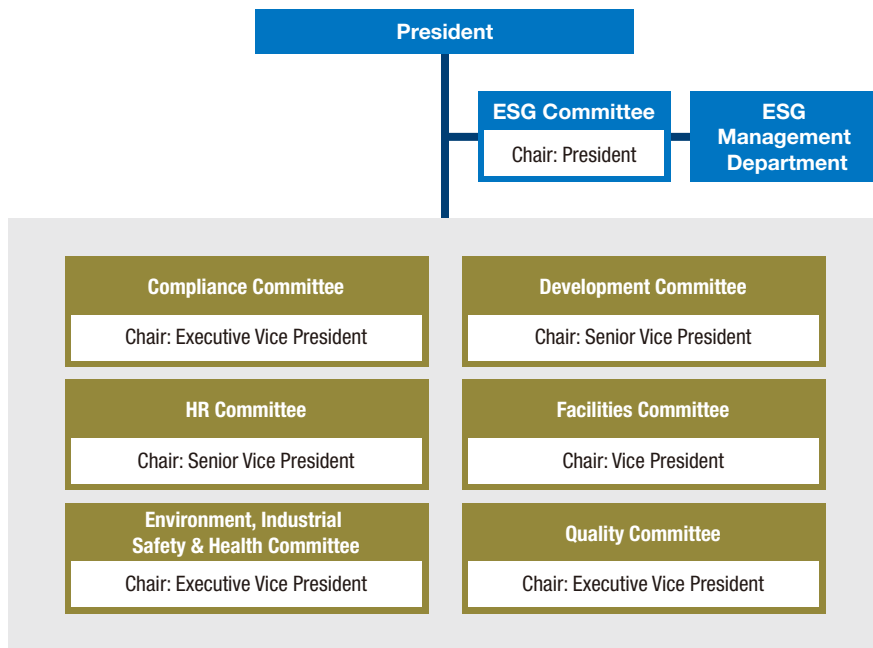 President
ESG Committee
Chair: President
ESG
Management
Department
Compliance Committee
Chair: Executive Vice President
Development Committee
Chair: Senior Vice President
HR Committee
Chair: Senior Vice President
Facilities Committee
Chair: Vice President
Environment, Industrial
Safety & Health Committee
Chair: Executive Vice President
Quality Committee
Chair: Executive Vice President